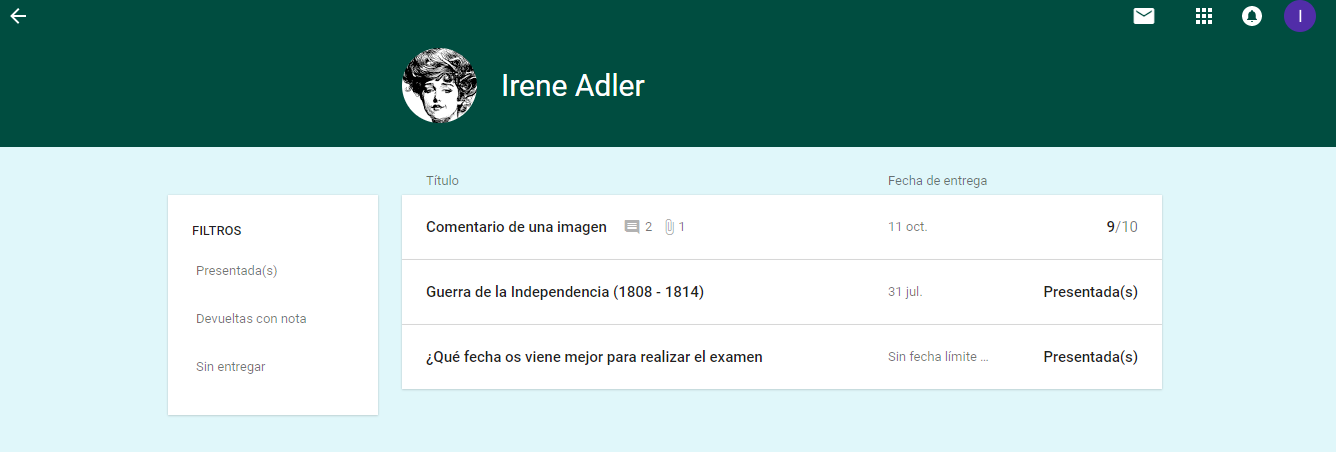 I
Irene Adler
Título Fecha de entrega
FILTROS
Presentada(s)
Devueltas con nota
Sin entregar
Comentario de una imagen 2 1 11 oct. 9/10
Guerra de la Independencia (1808 - 1814) 31 jul. Presentada(s)
¿Qué fecha os viene mejor para realizar el examen Sin fecha límite ... Presentada(s)